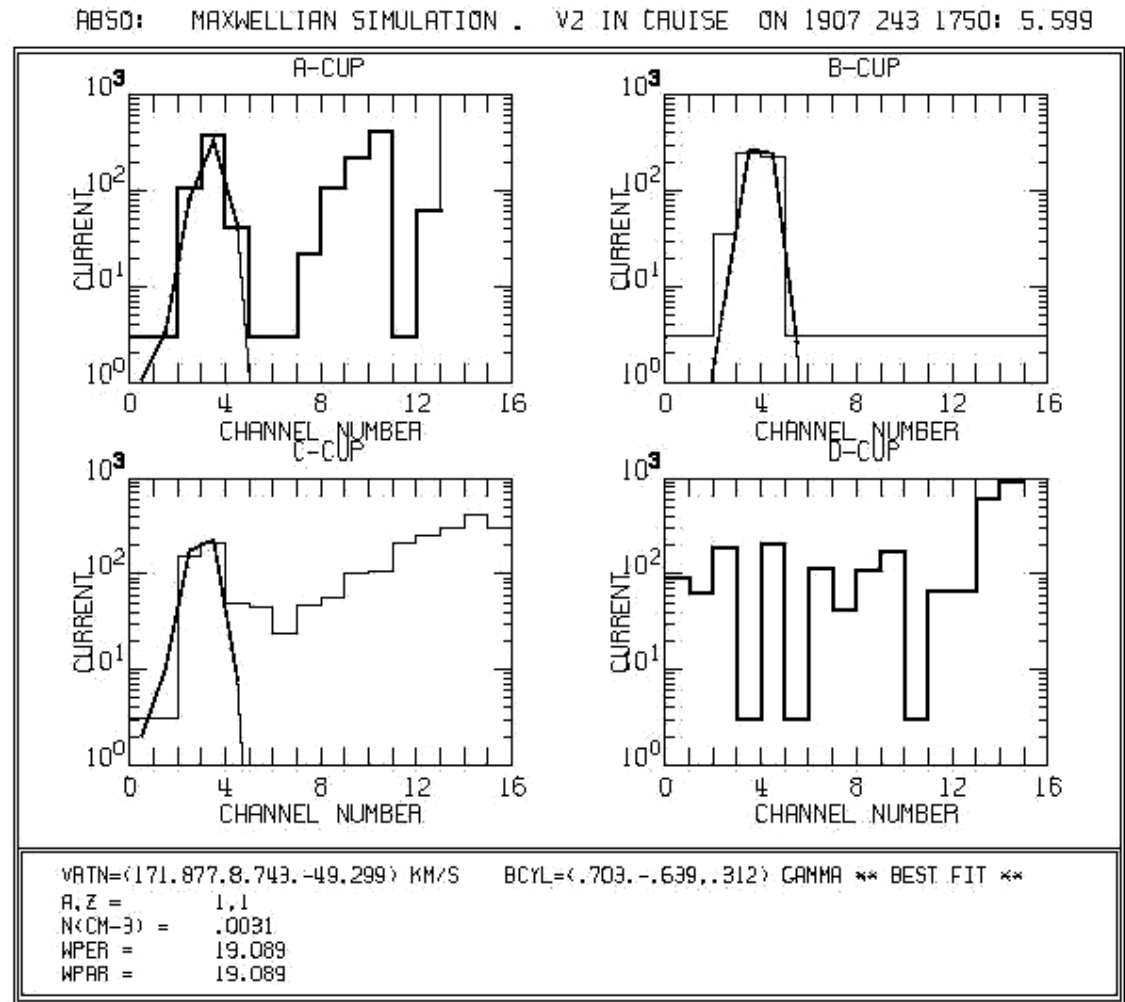 ABSO: MAXWELLIAN SIMULATION . V2 IN CRUISE ON 1907 243 1750: 5.599
A-CUP
B-CUP
10³
10²
10¹
10⁰
CURRENT
0 4 8 12 16
CHANNEL NUMBER
10³
10²
10¹
10⁰
CURRENT
0 4 8 12 16
CHANNEL NUMBER
C-CUP
D-CUP
10³
10²
10¹
10⁰
CURRENT
0 4 8 12 16
CHANNEL NUMBER
10³
10²
10¹
10⁰
CURRENT
0 4 8 12 16
CHANNEL NUMBER
VRTN=(171.877,8.743,-49.299) KM/S BCYL=(.703,-.639,.312) GAMMA ** BEST FIT **
A,Z = 1,1
N(CM-3) = .0031
WPER = 19.089
WPAR = 19.089